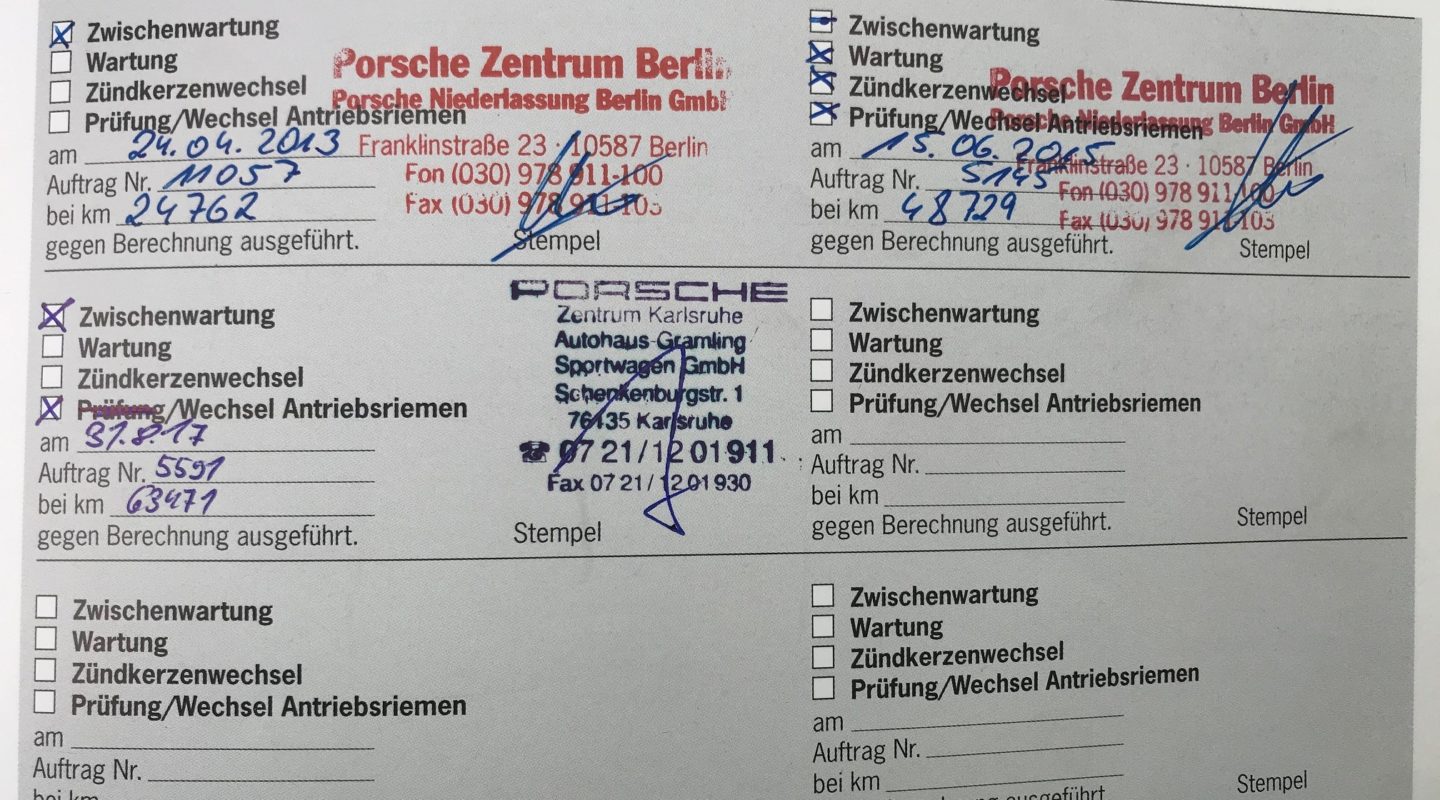 Zwischenwartung
Wartung
Zündkerzenwechsel
Prüfung/Wechsel Antriebsriemen
am 24.04.2013
Auftrag Nr. 11057
bei km 24762
gegen Berechnung ausgeführt.
Porsche Zentrum Berlin
Porsche Niederlassung Berlin GmbH
Franklinstraße 23 · 10587 Berlin
Fon (030) 978 911-100
Fax (030) 978 911-103
Stempel
Zwischenwartung
Wartung
Zündkerzenwechsel
Prüfung/Wechsel Antriebsriemen
am 15.06.2015
Auftrag Nr. 5145
bei km 48729
gegen Berechnung ausgeführt.
Porsche Zentrum Berlin
Porsche Niederlassung Berlin GmbH
Franklinstraße 23 · 10587 Berlin
Fon (030) 978 911-100
Fax (030) 978 911-103
Stempel
Zwischenwartung
Wartung
Zündkerzenwechsel
Prüfung/Wechsel Antriebsriemen
am 31.8.17
Auftrag Nr. 5591
bei km 63471
gegen Berechnung ausgeführt.
PORSCHE
Zentrum Karlsruhe
Autohaus Gramling
Sportwagen GmbH
Schenkenburgstr. 1
76135 Karlsruhe
☎ 07 21 / 12 01 911
Fax 07 21 / 12 01 930
Stempel
Zwischenwartung
Wartung
Zündkerzenwechsel
Prüfung/Wechsel Antriebsriemen
am
Auftrag Nr.
bei km
gegen Berechnung ausgeführt.
Stempel
Zwischenwartung
Wartung
Zündkerzenwechsel
Prüfung/Wechsel Antriebsriemen
am
Auftrag Nr.
bei km
Zwischenwartung
Wartung
Zündkerzenwechsel
Prüfung/Wechsel Antriebsriemen
am
Auftrag Nr.
bei km
gegen Berechnung ausgeführt.
Stempel